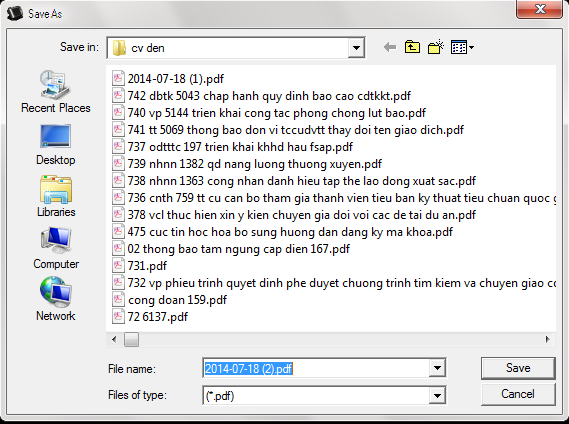 Save As
Save in:
cv den
Recent Places
Desktop
Libraries
Computer
Network
2014-07-18 (1).pdf
742 dbtk 5043 chap hanh quy dinh bao cao cdtkkt.pdf
740 vp 5144 trien khai cong tac phong chong lut bao.pdf
741 tt 5069 thong bao don vi tccudvtt thay doi ten giao dich.pdf
737 odtttc 197 trien khai khhd hau fsap.pdf
739 nhnn 1382 qd nang luong thuong xuyen.pdf
738 nhnn 1363 cong nhan danh hieu tap the lao dong xuat sac.pdf
736 cnth 759 tt cu can bo tham gia thanh vien tieu ban ky thuat tieu chuan quoc g
378 vcl thuc hien xin y kien chuyen gia doi voi cac de tai du an.pdf
475 cuc tin hoc hoa bo sung huong dan dang ky ma khoa.pdf
02 thong bao tam ngung cap dien 167.pdf
731.pdf
732 vp phieu trinh quyet dinh phe duyet chuong trinh tim kiem va chuyen giao co
cong doan 159.pdf
72 6137.pdf
File name:
2014-07-18 (2).pdf
Save
Files of type:
(*.pdf)
Cancel